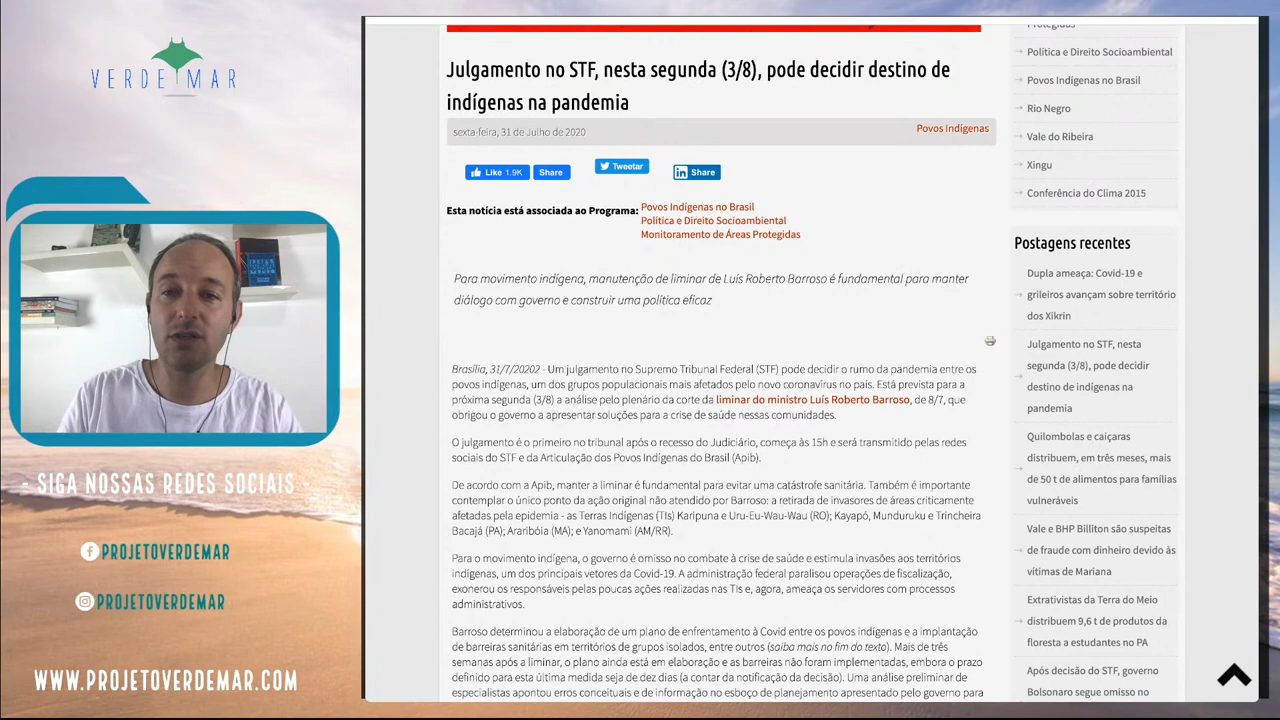 VERDE MAR
- SIGA NOSSAS REDES SOCIAIS -
PROJETOVERDEMAR
PROJETOVERDEMAR
WWW.PROJETOVERDEMAR.COM
Julgamento no STF, nesta segunda (3/8), pode decidir destino de
indígenas na pandemia
sexta-feira, 31 de Julho de 2020
Povos Indígenas
Like 1.9K
Share
Tweetar
Share
Esta notícia está associada ao Programa:
Povos Indígenas no Brasil
Política e Direito Socioambiental
Monitoramento de Áreas Protegidas
Para movimento indígena, manutenção de liminar de Luís Roberto Barroso é fundamental para manter
diálogo com governo e construir uma política eficaz
Brasília, 31/7/20202 - Um julgamento no Supremo Tribunal Federal (STF) pode decidir o rumo da pandemia entre os
povos indígenas, um dos grupos populacionais mais afetados pelo novo coronavírus no país. Está prevista para a
próxima segunda (3/8) a análise pelo plenário da corte da liminar do ministro Luís Roberto Barroso, de 8/7, que
obrigou o governo a apresentar soluções para a crise de saúde nessas comunidades.
O julgamento é o primeiro no tribunal após o recesso do Judiciário, começa às 15h e será transmitido pelas redes
sociais do STF e da Articulação dos Povos Indígenas do Brasil (Apib).
De acordo com a Apib, manter a liminar é fundamental para evitar uma catástrofe sanitária. Também é importante
contemplar o único ponto da ação original não atendido por Barroso: a retirada de invasores de áreas criticamente
afetadas pela epidemia - as Terras Indígenas (TIs) Karipuna e Uru-Eu-Wau-Wau (RO); Kayapó, Munduruku e Trincheira
Bacajá (PA); Araribóia (MA); e Yanomami (AM/RR).
Para o movimento indígena, o governo é omisso no combate à crise de saúde e estimula invasões aos territórios
indígenas, um dos principais vetores da Covid-19. A administração federal paralisou operações de fiscalização,
exonerou os responsáveis pelas poucas ações realizadas nas TIs e, agora, ameaça os servidores com processos
administrativos.
Barroso determinou a elaboração de um plano de enfrentamento à Covid entre os povos indígenas e a implantação
de barreiras sanitárias em territórios de grupos isolados, entre outros (saiba mais no fim do texto). Mais de três
semanas após a liminar, o plano ainda está em elaboração e as barreiras não foram implementadas, embora o prazo
definido para esta última medida seja de dez dias (a contar da notificação da decisão). Uma análise preliminar de
especialistas apontou erros conceituais e de informação no esboço de planejamento apresentado pelo governo para
Protegidas
Política e Direito Socioambiental
Povos Indígenas no Brasil
Rio Negro
Vale do Ribeira
Xingu
Conferência do Clima 2015
Postagens recentes
Dupla ameaça: Covid-19 e
grileiros avançam sobre território
dos Xikrin
Julgamento no STF, nesta
segunda (3/8), pode decidir
destino de indígenas na
pandemia
Quilombolas e caiçaras
distribuem, em três meses, mais
de 50 t de alimentos para famílias
vulneráveis
Vale e BHP Billiton são suspeitas
de fraude com dinheiro devido às
vítimas de Mariana
Extrativistas da Terra do Meio
distribuem 9,6 t de produtos da
floresta a estudantes no PA
Após decisão do STF, governo
Bolsonaro segue omisso no